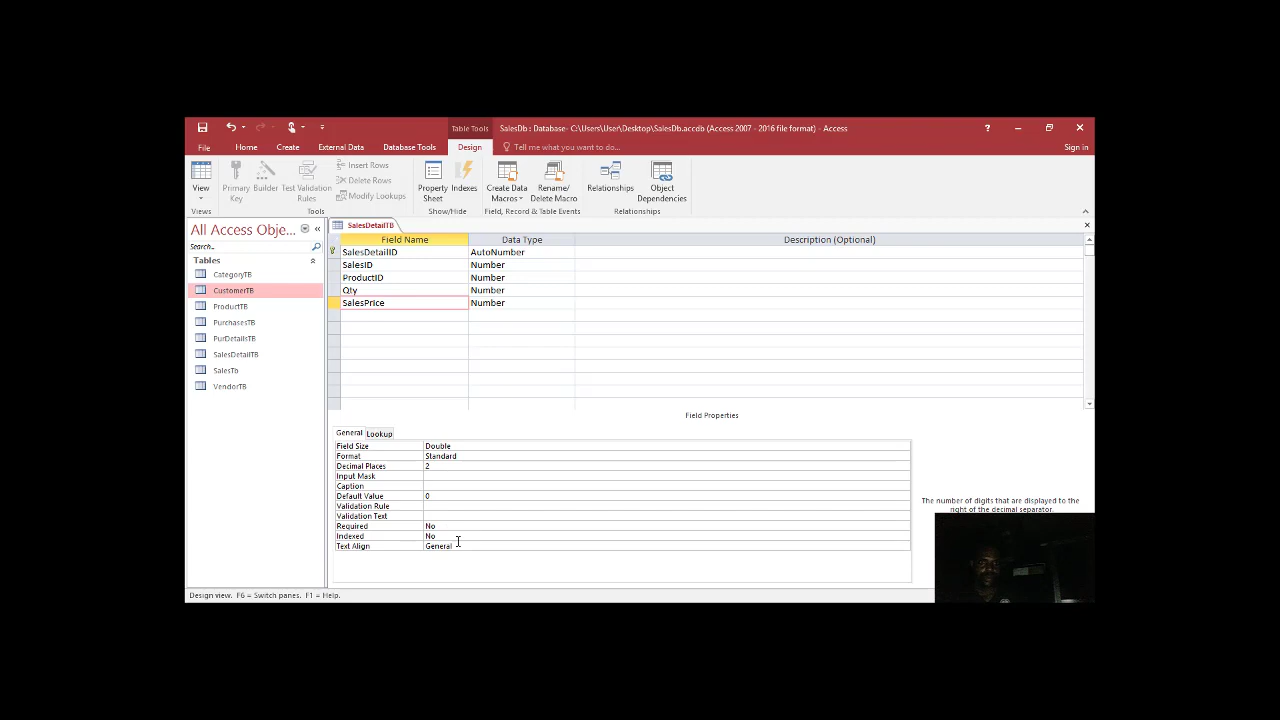 Table Tools
SalesDb : Database- C:\Users\User\Desktop\SalesDb.accdb (Access 2007 - 2016 file format) - Access
?
File Home Create External Data Database Tools Design Tell me what you want to do... Sign in
View
Primary Key
Builder
Test Validation Rules
Insert Rows
Delete Rows
Modify Lookups
Property Sheet
Indexes
Create Data Macros
Rename/ Delete Macro
Relationships
Object Dependencies
Views Tools Show/Hide Field, Record & Table Events Relationships
All Access Obje...
Search..
Tables
CategoryTB
CustomerTB
ProductTB
PurchasesTB
PurDetailsTB
SalesDetailTB
SalesTb
VendorTB
SalesDetailTB
Field Name Data Type Description (Optional)
SalesDetailID AutoNumber
SalesID Number
ProductID Number
Qty Number
SalesPrice Number
Field Properties
General Lookup
Field Size Double
Format Standard
Decimal Places 2
Input Mask
Caption
Default Value 0
Validation Rule
Validation Text
Required No
Indexed No
Text Align General
The number of digits that are displayed to the
right of the decimal separator.
Design view. F6 = Switch panes. F1 = Help.